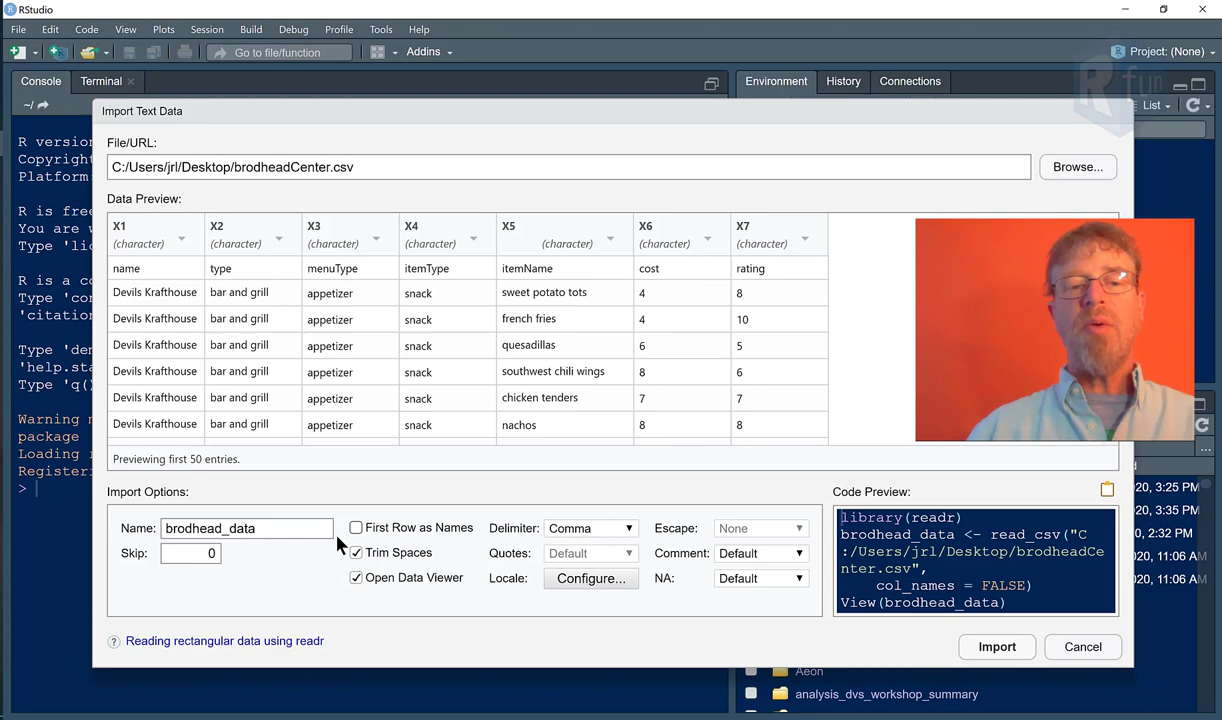 RStudio
File Edit Code View Plots Session Build Debug Profile Tools Help
Go to file/function Addins Project: (None)
R fun
Console Terminal Environment History Connections
~/ List
Import Text Data
File/URL:
C:/Users/jrl/Desktop/brodheadCenter.csv Browse...
Data Preview:
X1 X2 X3 X4 X5 X6 X7
(character) (character) (character) (character) (character) (character) (character)
name type menuType itemType itemName cost rating
Devils Krafthouse bar and grill appetizer snack sweet potato tots 4 8
Devils Krafthouse bar and grill appetizer snack french fries 4 10
Devils Krafthouse bar and grill appetizer snack quesadillas 6 5
Devils Krafthouse bar and grill appetizer snack southwest chili wings 8 6
Devils Krafthouse bar and grill appetizer snack chicken tenders 7 7
Devils Krafthouse bar and grill appetizer snack nachos 8 8
Previewing first 50 entries.
R version
Copyright
Platform:
R is free
You are w
Type 'lic
R is a co
Type 'con
'citation
Type 'dem
'help.sta
Type 'q()
Warning m
package
Loading r
Registeri
>
Import Options:
Name: brodhead_data
Skip: 0
First Row as Names
Trim Spaces
Open Data Viewer
Delimiter: Comma
Quotes: Default
Locale: Configure...
Escape: None
Comment: Default
NA: Default
Code Preview:
library(readr)
brodhead_data <- read_csv("C
:/Users/jrl/Desktop/brodheadCe
nter.csv",
col_names = FALSE)
View(brodhead_data)
Reading rectangular data using readr
Import Cancel
020, 3:25 PM
020, 3:25 PM
0, 2:32 PM
020, 11:06 AM
020, 11:06 AM
Aeon
analysis_dvs_workshop_summary